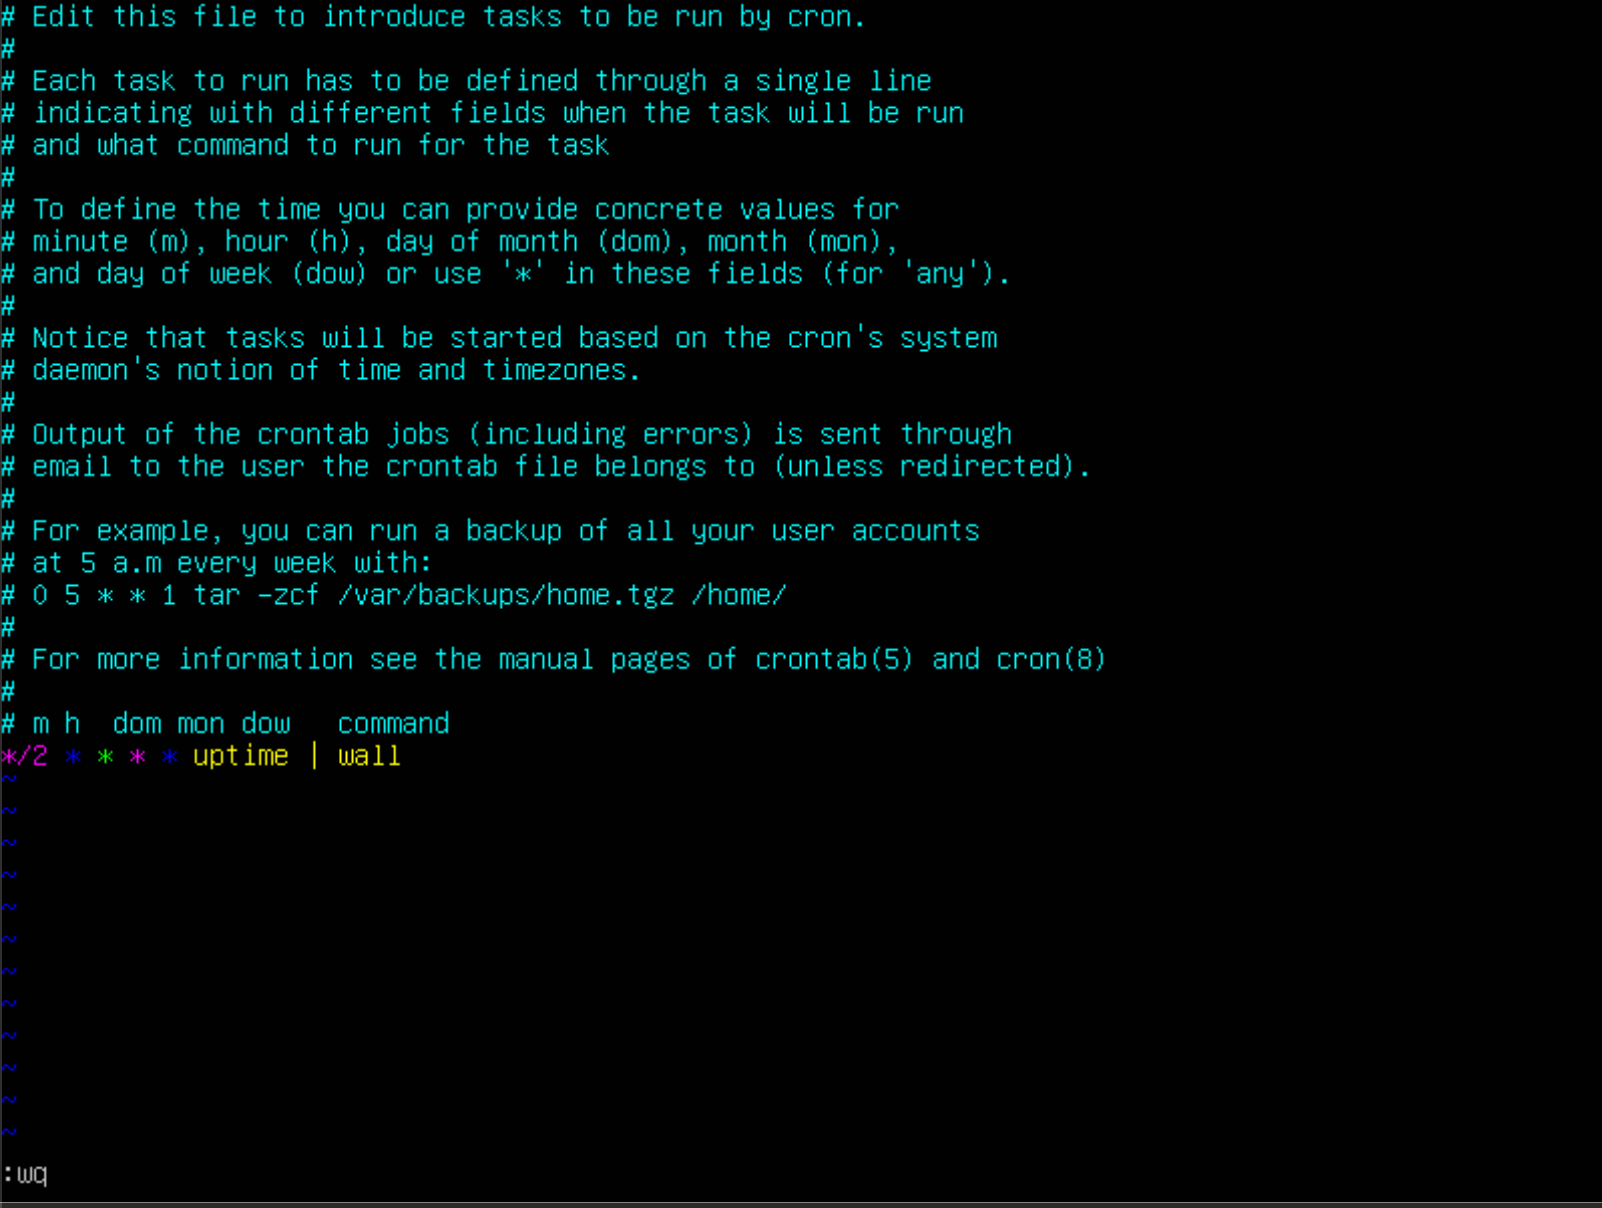 # Edit this file to introduce tasks to be run by cron.
#
# Each task to run has to be defined through a single line
# indicating with different fields when the task will be run
# and what command to run for the task
#
# To define the time you can provide concrete values for
# minute (m), hour (h), day of month (dom), month (mon),
# and day of week (dow) or use '*' in these fields (for 'any').
#
# Notice that tasks will be started based on the cron's system
# daemon's notion of time and timezones.
#
# Output of the crontab jobs (including errors) is sent through
# email to the user the crontab file belongs to (unless redirected).
#
# For example, you can run a backup of all your user accounts
# at 5 a.m every week with:
# 0 5 * * 1 tar -zcf /var/backups/home.tgz /home/
#
# For more information see the manual pages of crontab(5) and cron(8)
#
# m h  dom mon dow   command
*/2 * * * * uptime | wall
~
~
~
~
~
~
~
~
~
~
~
~
:wq